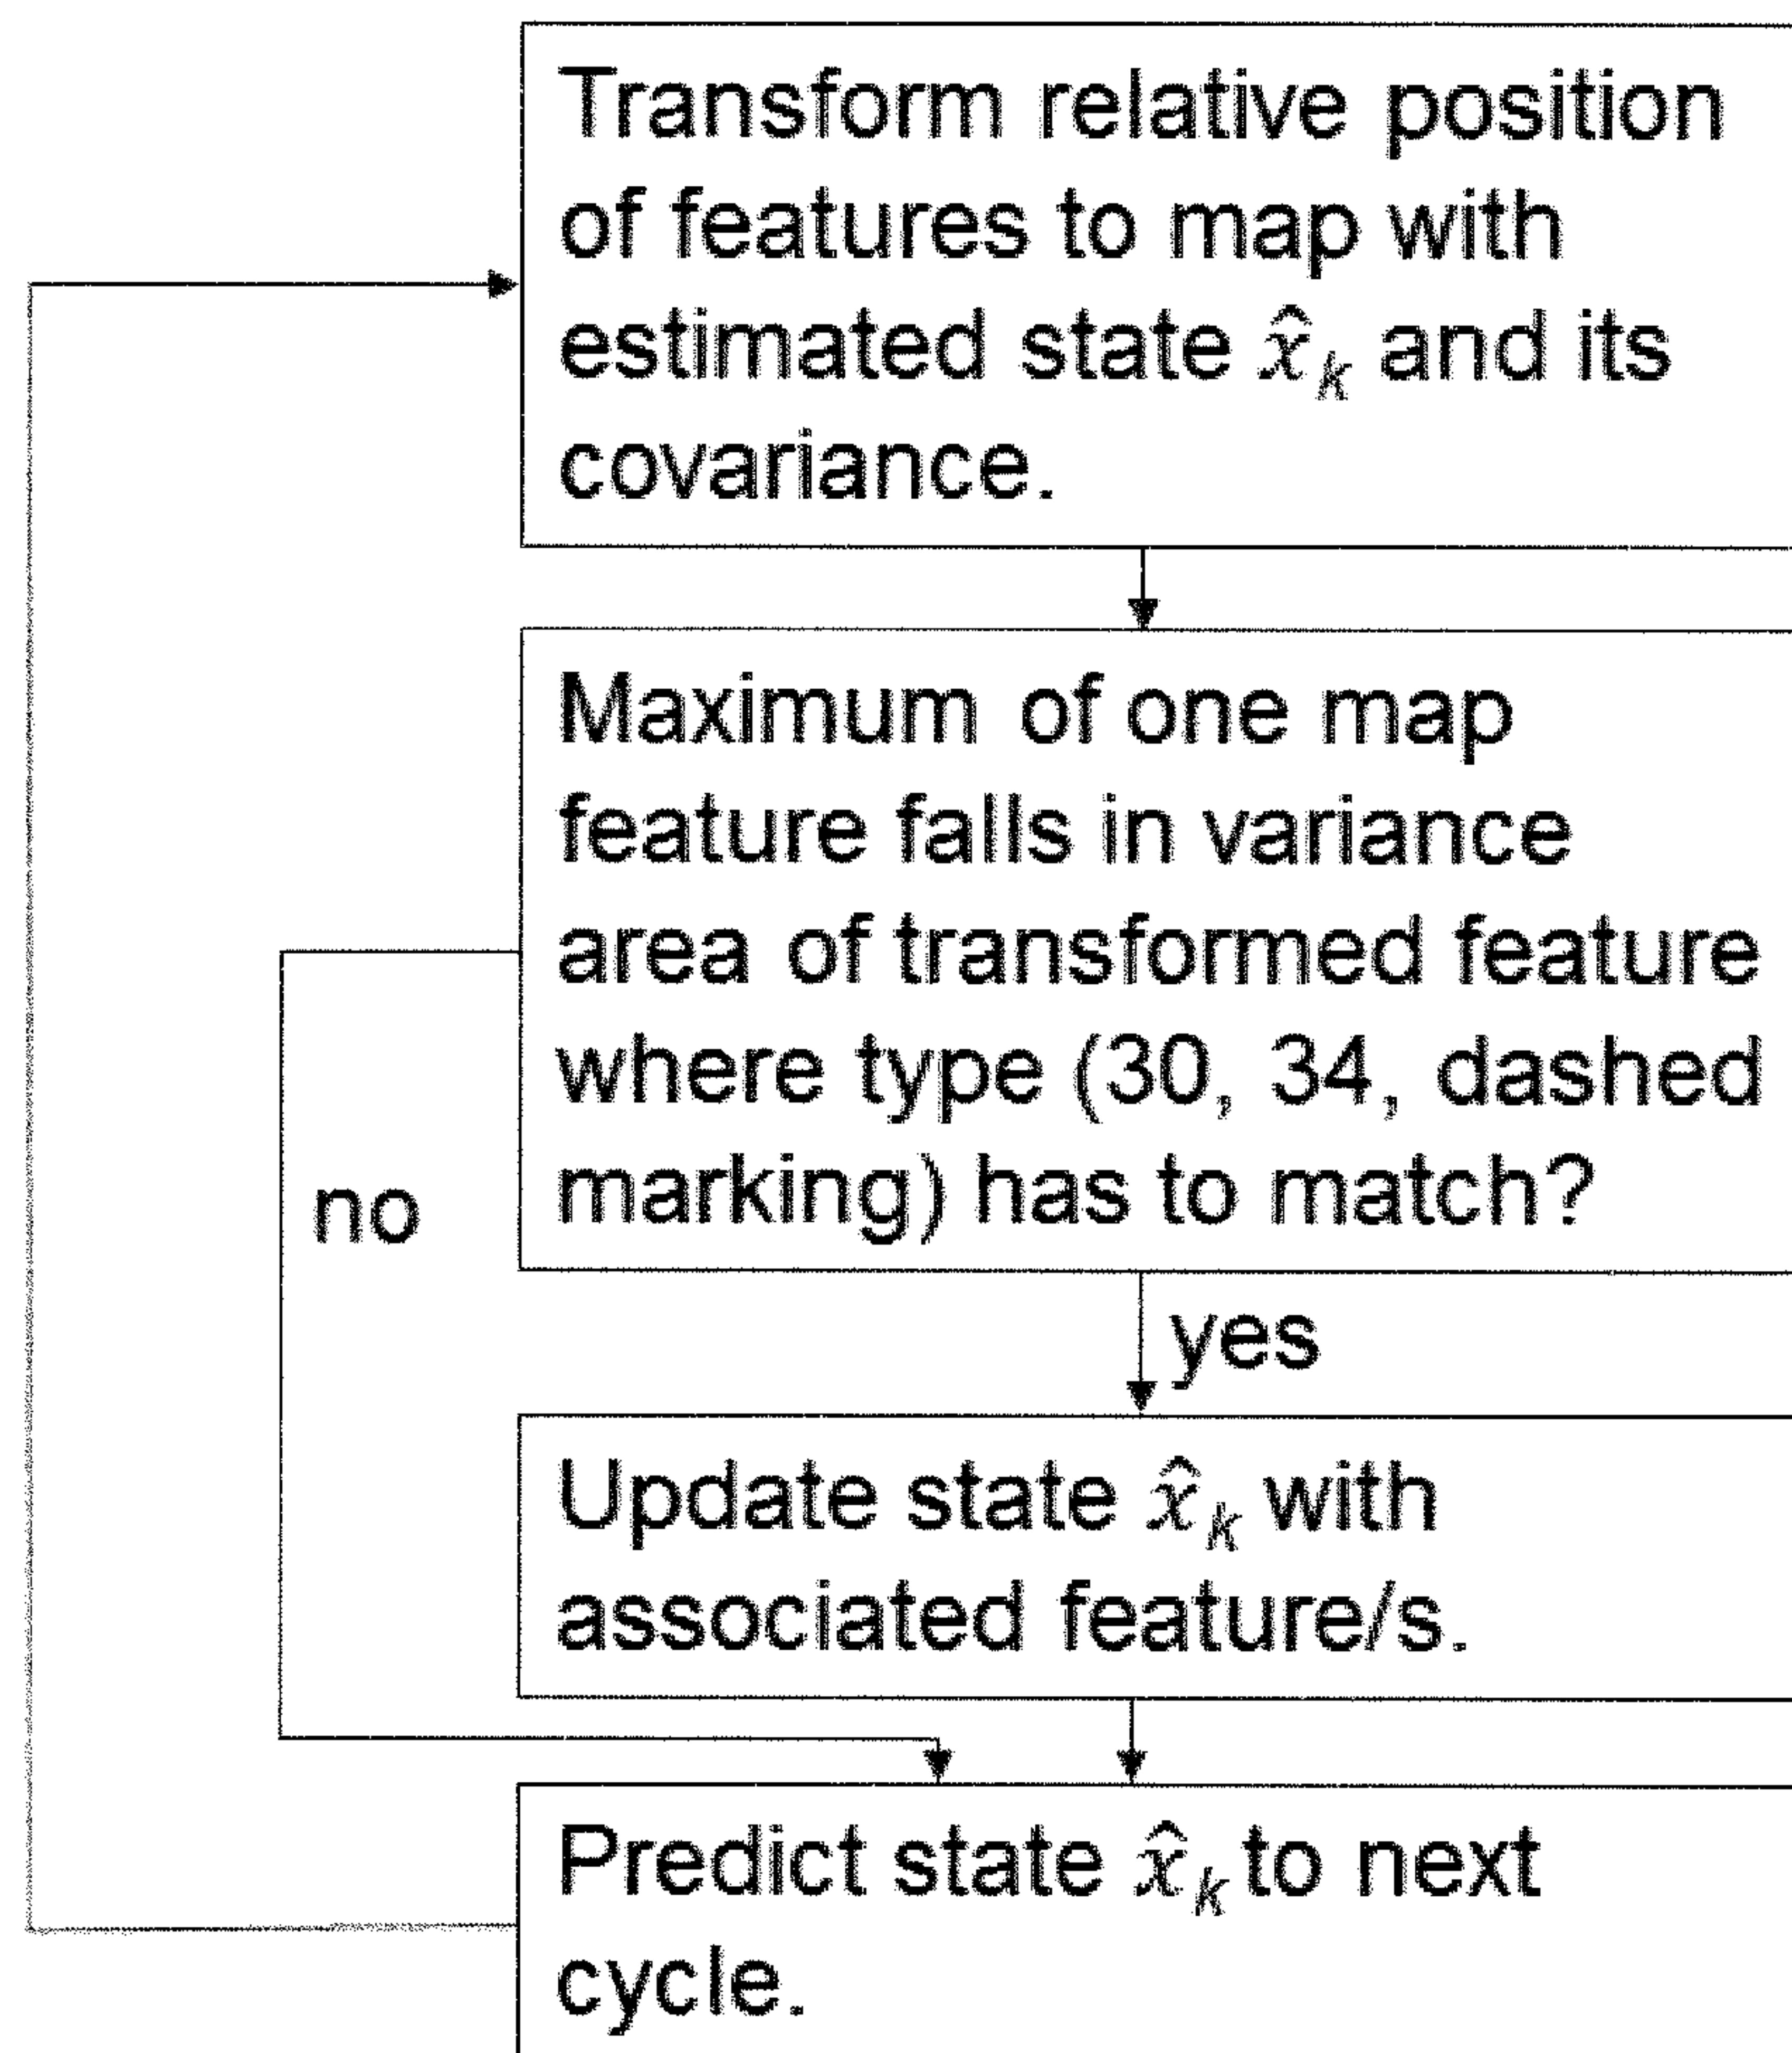 Transform relative position
of features to map with
estimated state x̂ₖ and its
covariance.
Maximum of one map
feature falls in variance
area of transformed feature
where type (30, 34, dashed
marking) has to match?
no
yes
Update state x̂ₖ with
associated feature/s.
Predict state x̂ₖ to next
cycle.